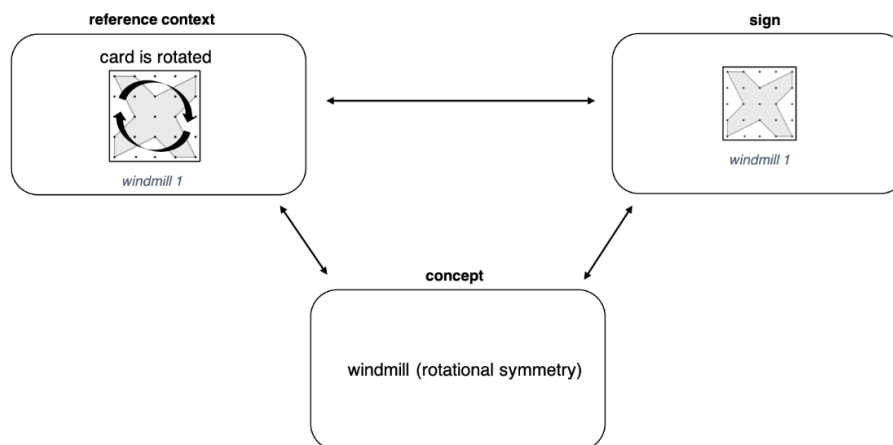 reference context
sign
card is rotated
windmill 1
windmill 1
concept
windmill (rotational symmetry)